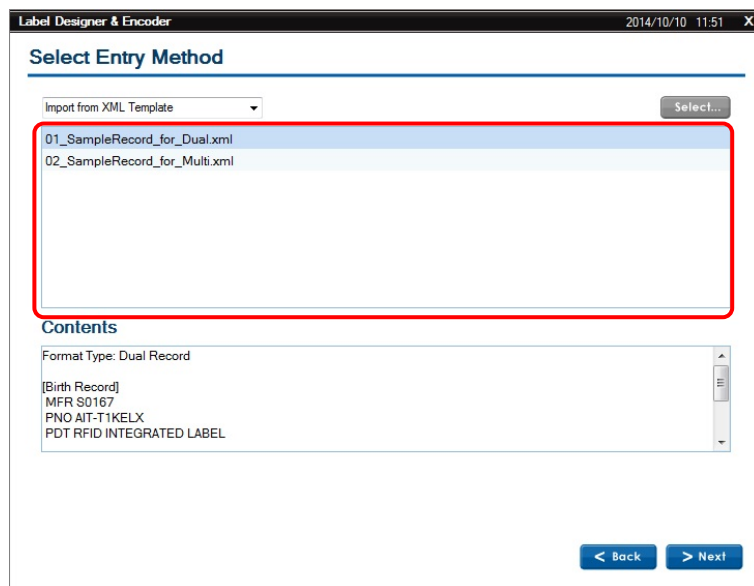 Label Designer & Encoder 2014/10/10 11:51 X
Select Entry Method
Import from XML Template Select...
01_SampleRecord_for_Dual.xml
02_SampleRecord_for_Multi.xml
Contents
Format Type: Dual Record
[Birth Record]
MFR S0167
PNO AIT-T1KELX
PDT RFID INTEGRATED LABEL
< Back > Next